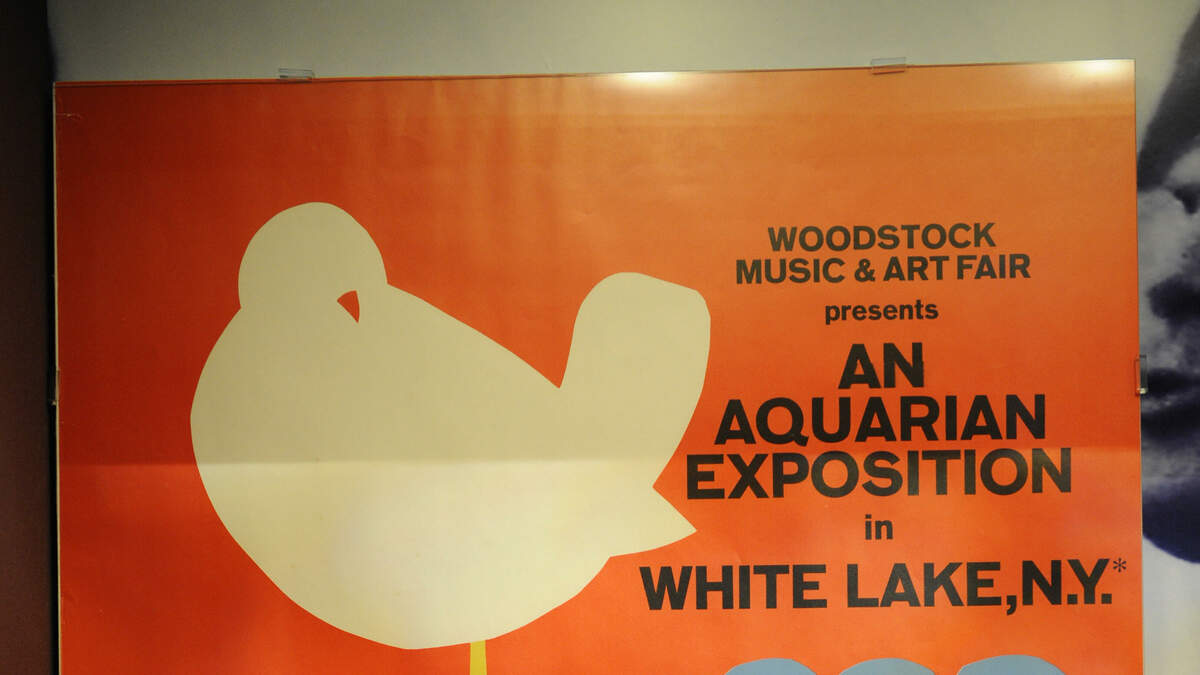 WOODSTOCK
MUSIC & ART FAIR
presents
AN
AQUARIAN
EXPOSITION
in
WHITE LAKE, N.Y.*